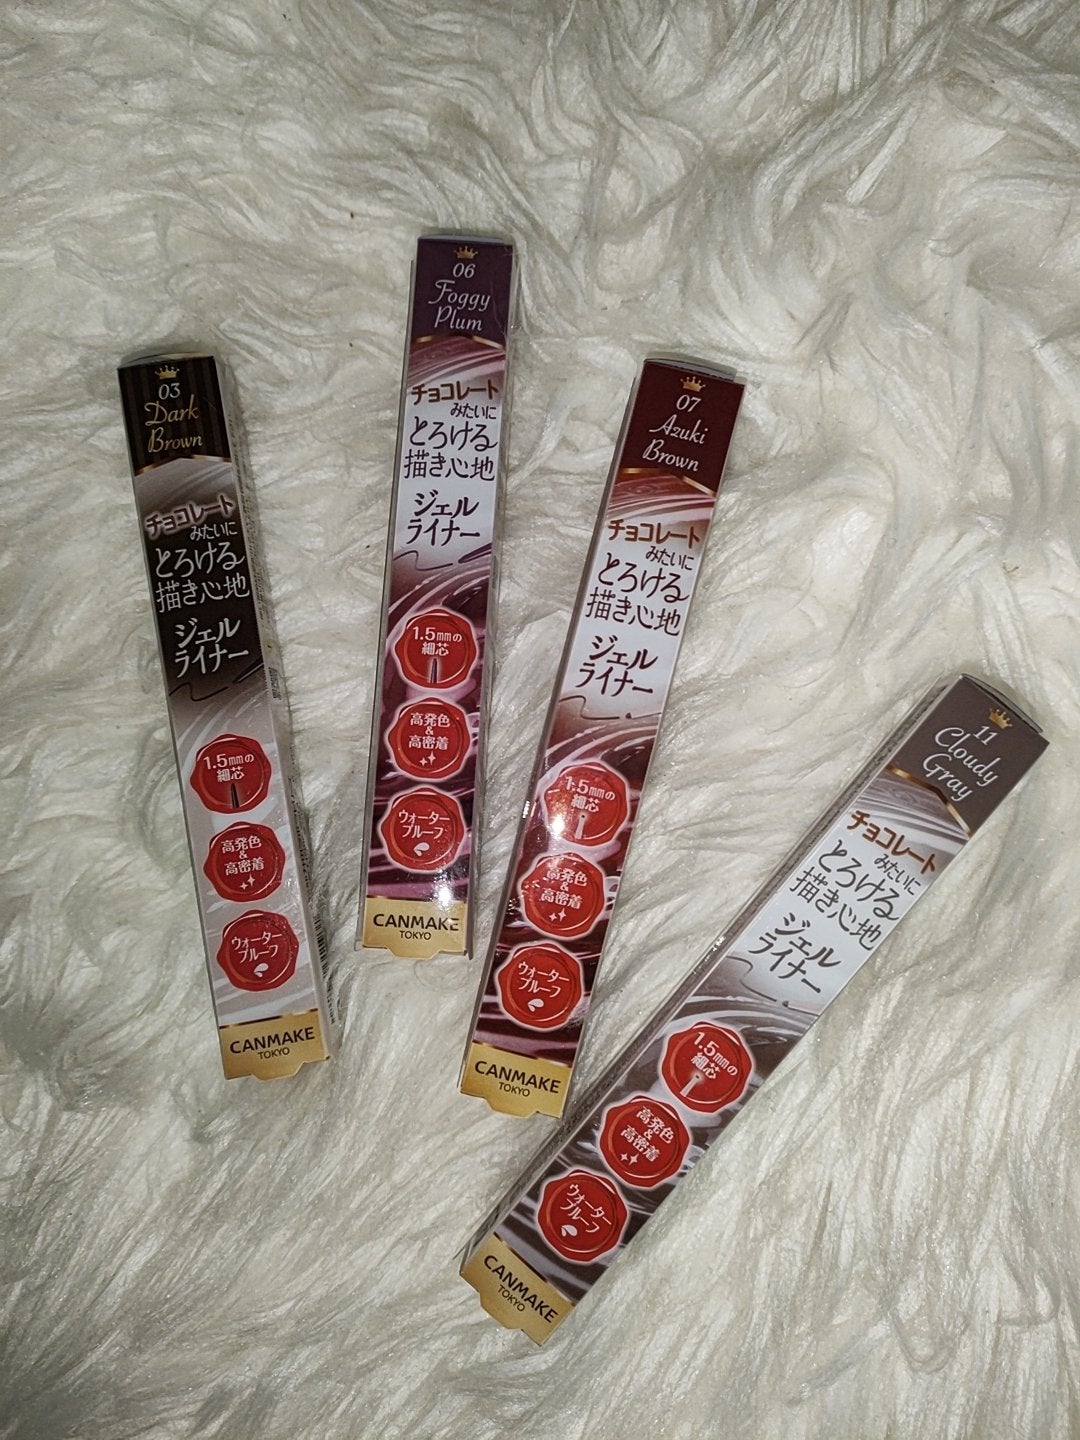 03
Dark
Brown
チョコレート
みたいに
とろける
描き心地
ジェル
ライナー
1.5mmの
細芯
高発色
&
高密着
ウォーター
プルーフ
CANMAKE
TOKYO
06
Foggy
Plum
チョコレート
みたいに
とろける
描き心地
ジェル
ライナー
1.5mmの
細芯
高発色
&
高密着
ウォーター
プルーフ
CANMAKE
TOKYO
07
Azuki
Brown
チョコレート
みたいに
とろける
描き心地
ジェル
ライナー
1.5mmの
細芯
高発色
&
高密着
ウォーター
プルーフ
CANMAKE
TOKYO
11
Cloudy
Gray
チョコレート
みたいに
とろける
描き心地
ジェル
ライナー
1.5mmの
細芯
高発色
&
高密着
ウォーター
プルーフ
CANMAKE
TOKYO